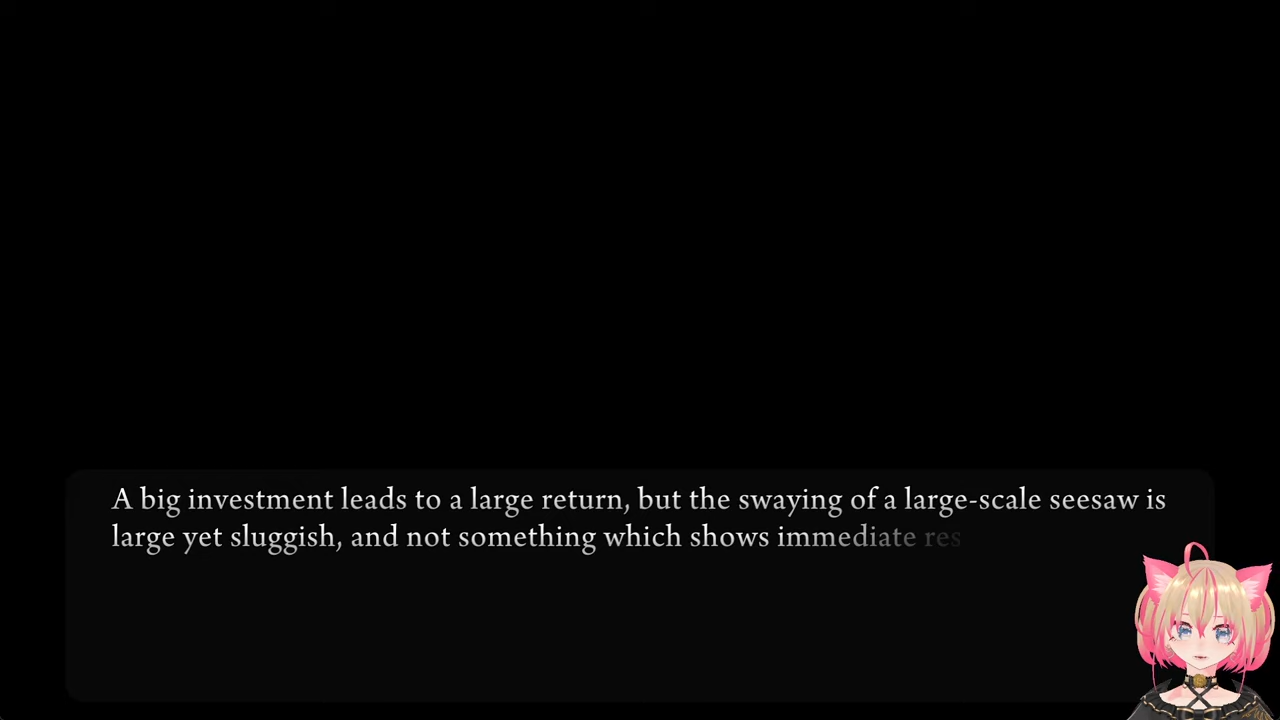 A big investment leads to a large return, but the swaying of a large-scale seesaw is
large yet sluggish, and not something which shows immediate res